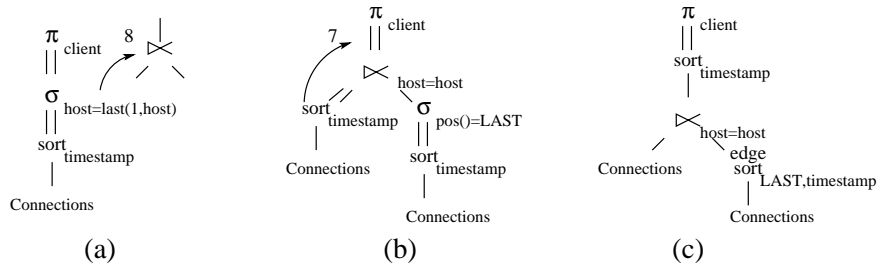 π
client
8
σ
host=last(1,host)
sort
timestamp
Connections
(a)
π
client
7
host=host
sort
timestamp
σ
pos()=LAST
Connections
sort
timestamp
Connections
(b)
π
client
sort
timestamp
host=host
Connections
edge
sort
LAST,timestamp
Connections
(c)